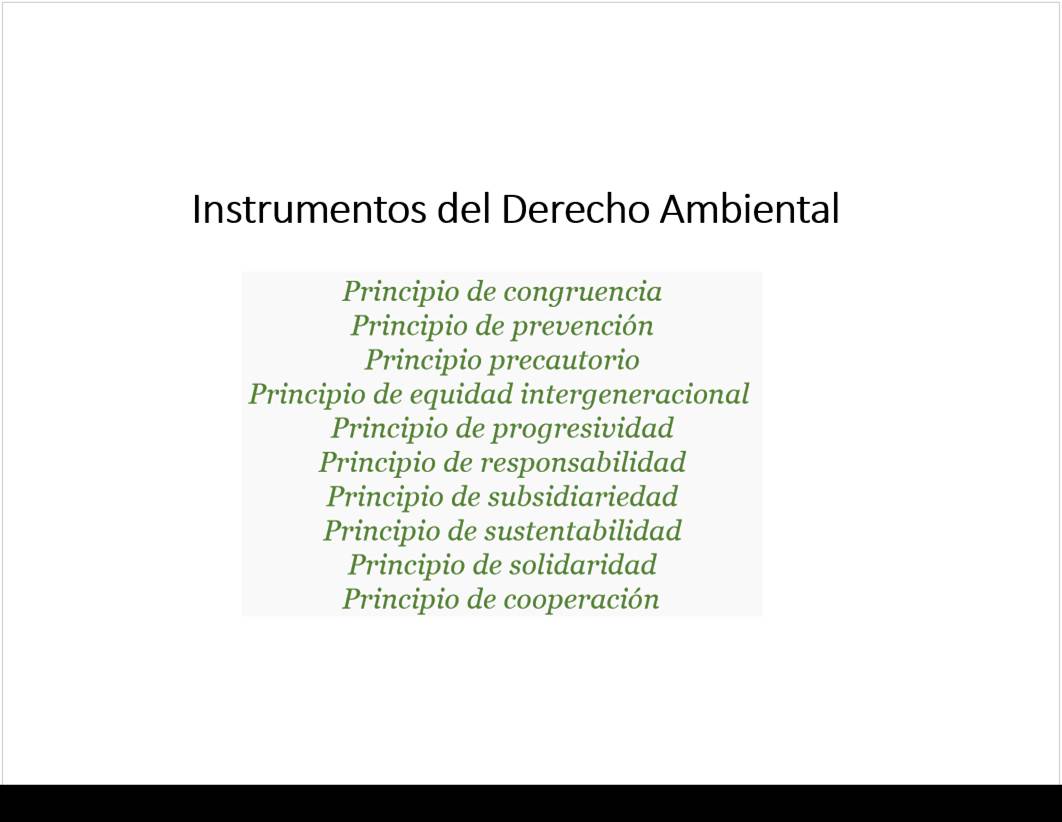 Instrumentos del Derecho Ambiental
Principio de congruencia
Principio de prevención
Principio precautorio
Principio de equidad intergeneracional
Principio de progresividad
Principio de responsabilidad
Principio de subsidiariedad
Principio de sustentabilidad
Principio de solidaridad
Principio de cooperación